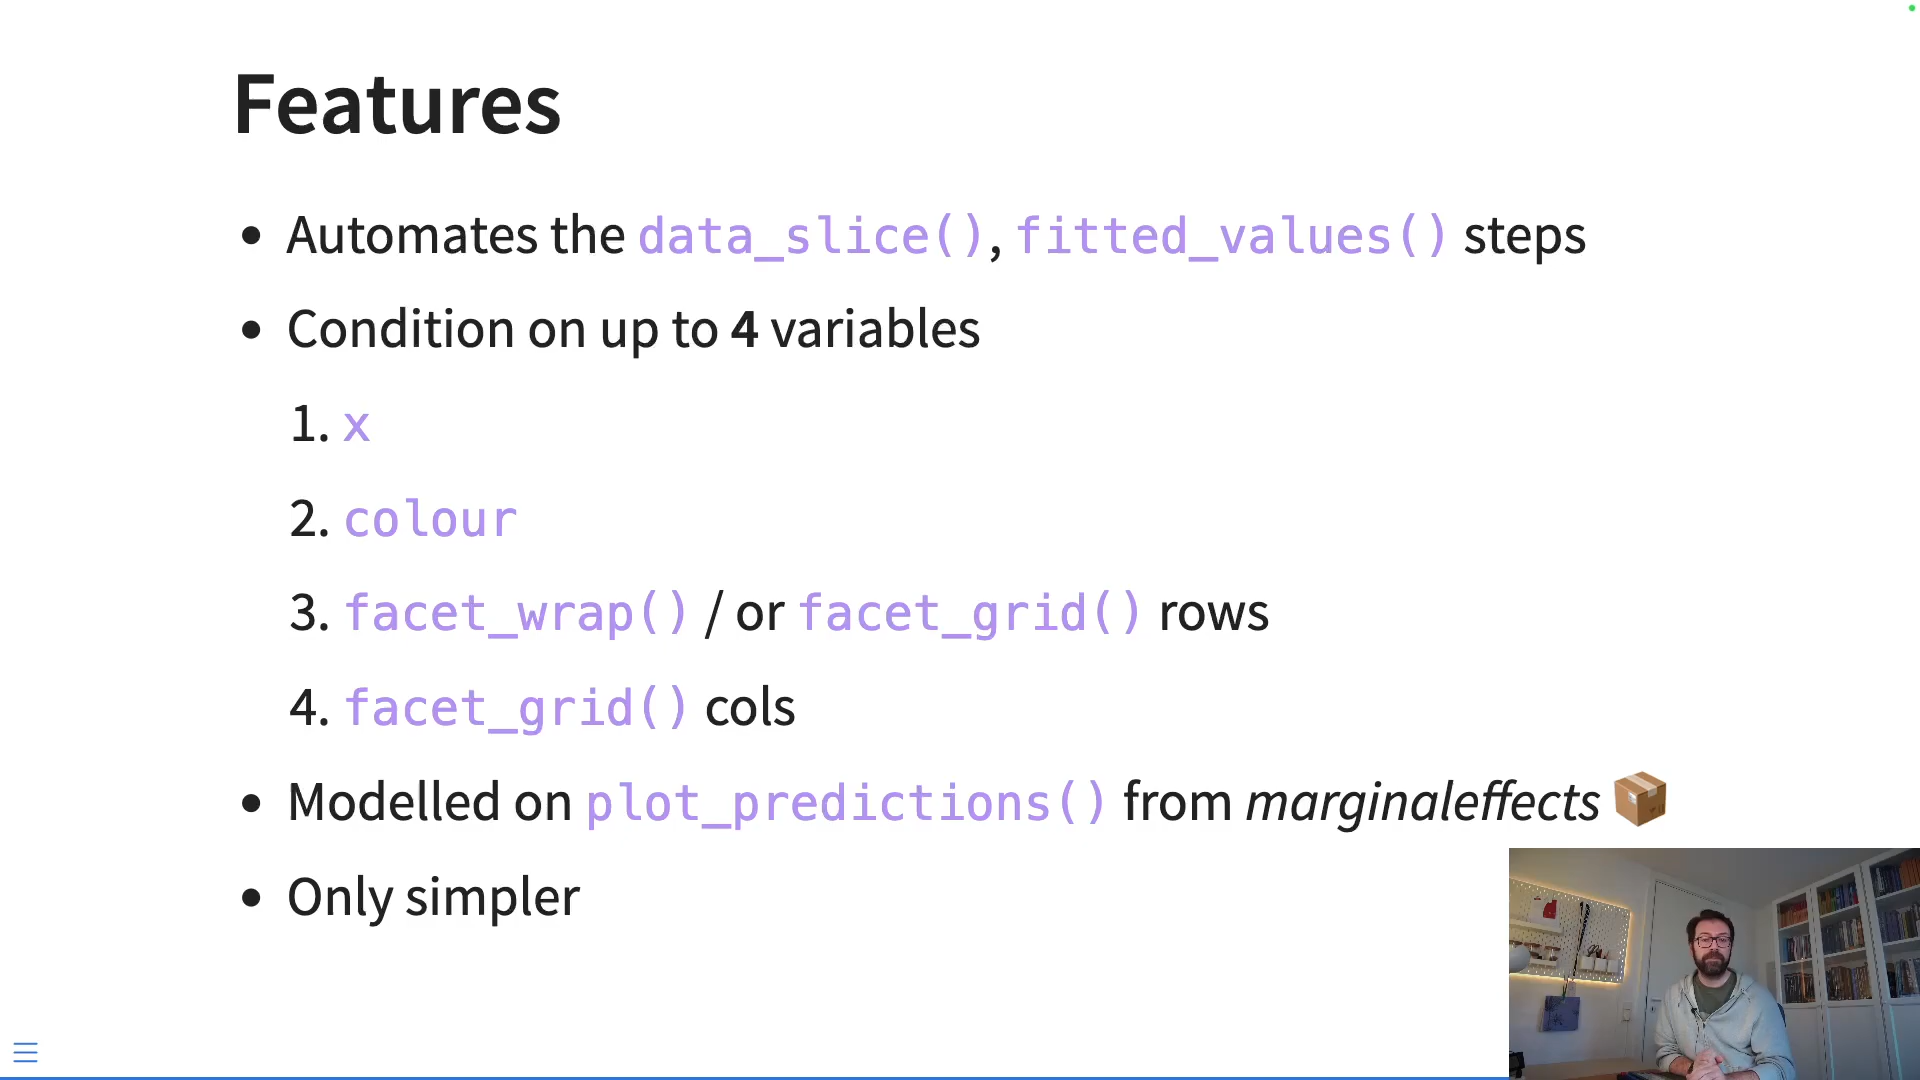 Features
• Automates the data_slice(), fitted_values() steps
• Condition on up to 4 variables
1. x
2. colour
3. facet_wrap() / or facet_grid() rows
4. facet_grid() cols
• Modelled on plot_predictions() from marginaleffects 📦
• Only simpler